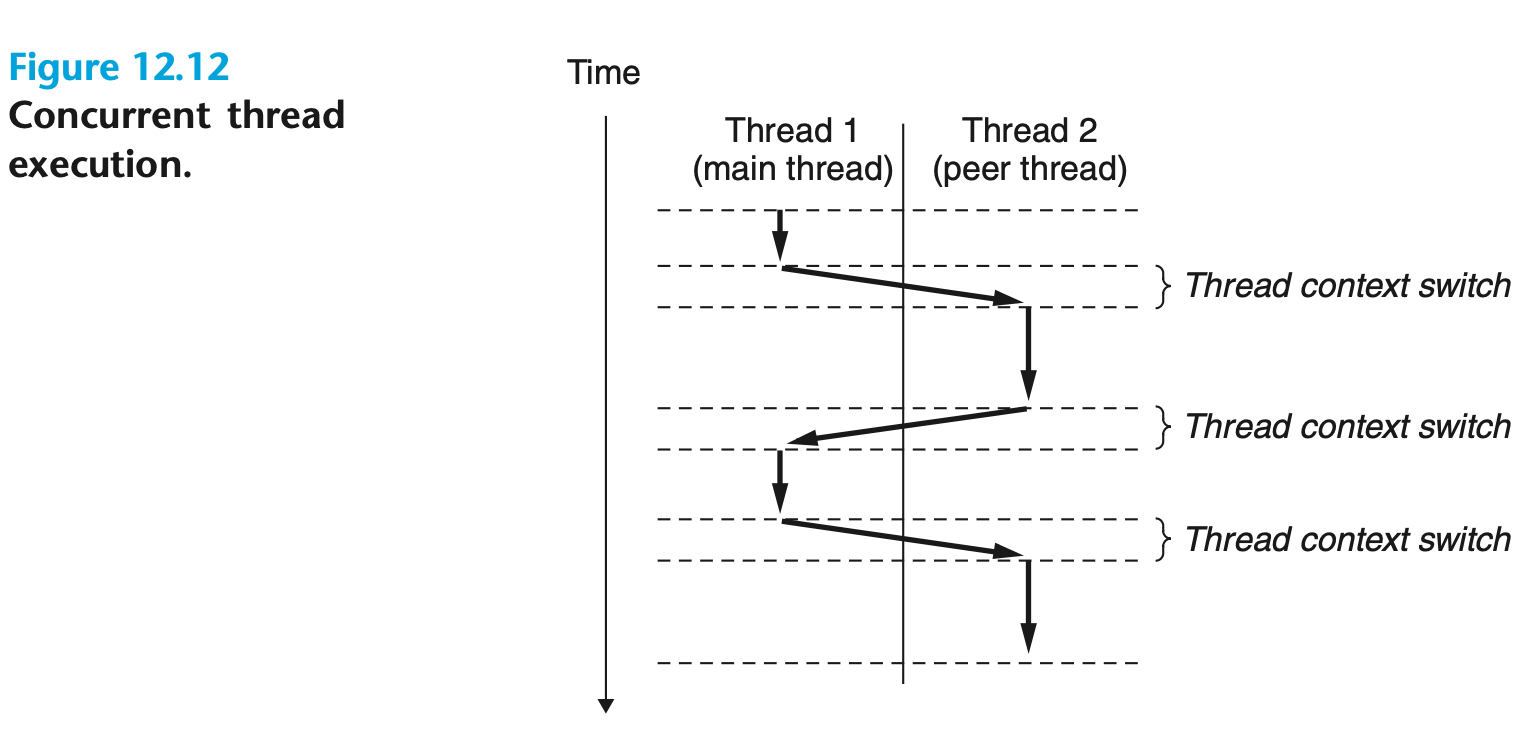 Figure 12.12
Concurrent thread
execution.
Time
Thread 1
(main thread)
Thread 2
(peer thread)
Thread context switch
Thread context switch
Thread context switch